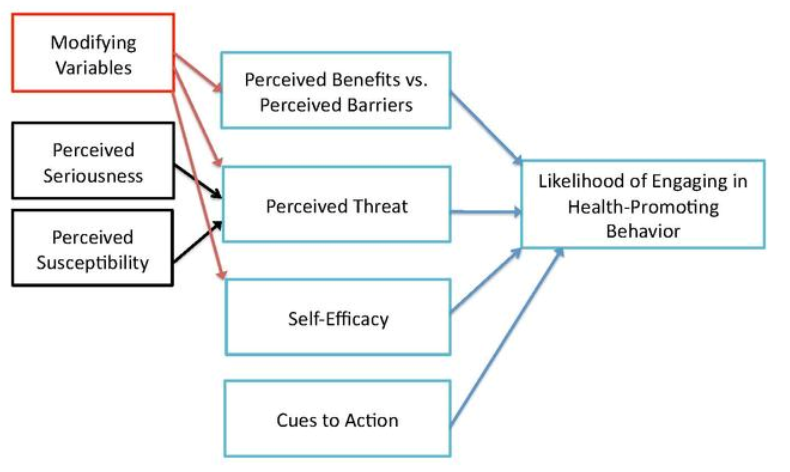 Modifying
Variables
Perceived Benefits vs.
Perceived Barriers
Perceived
Seriousness
Perceived Threat
Likelihood of Engaging in
Health-Promoting
Behavior
Perceived
Susceptibility
Self-Efficacy
Cues to Action